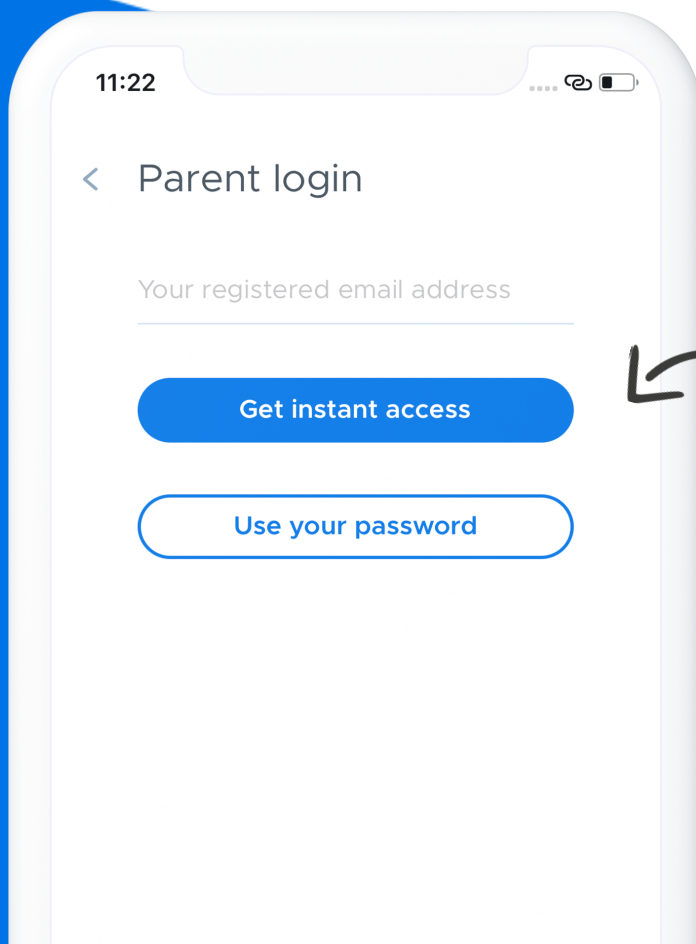 11:22
Parent login
Your registered email address
Get instant access
Use your password